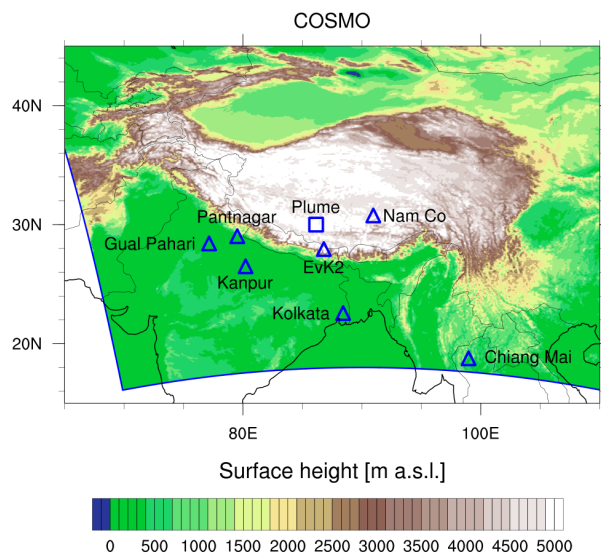 COSMO
40N
30N
20N
Plume
Nam Co
Pantnagar
Gual Pahari
EvK2
Kanpur
Kolkata
Chiang Mai
80E 100E
Surface height [m a.s.l.]
0 500 1000 1500 2000 2500 3000 3500 4000 4500 5000